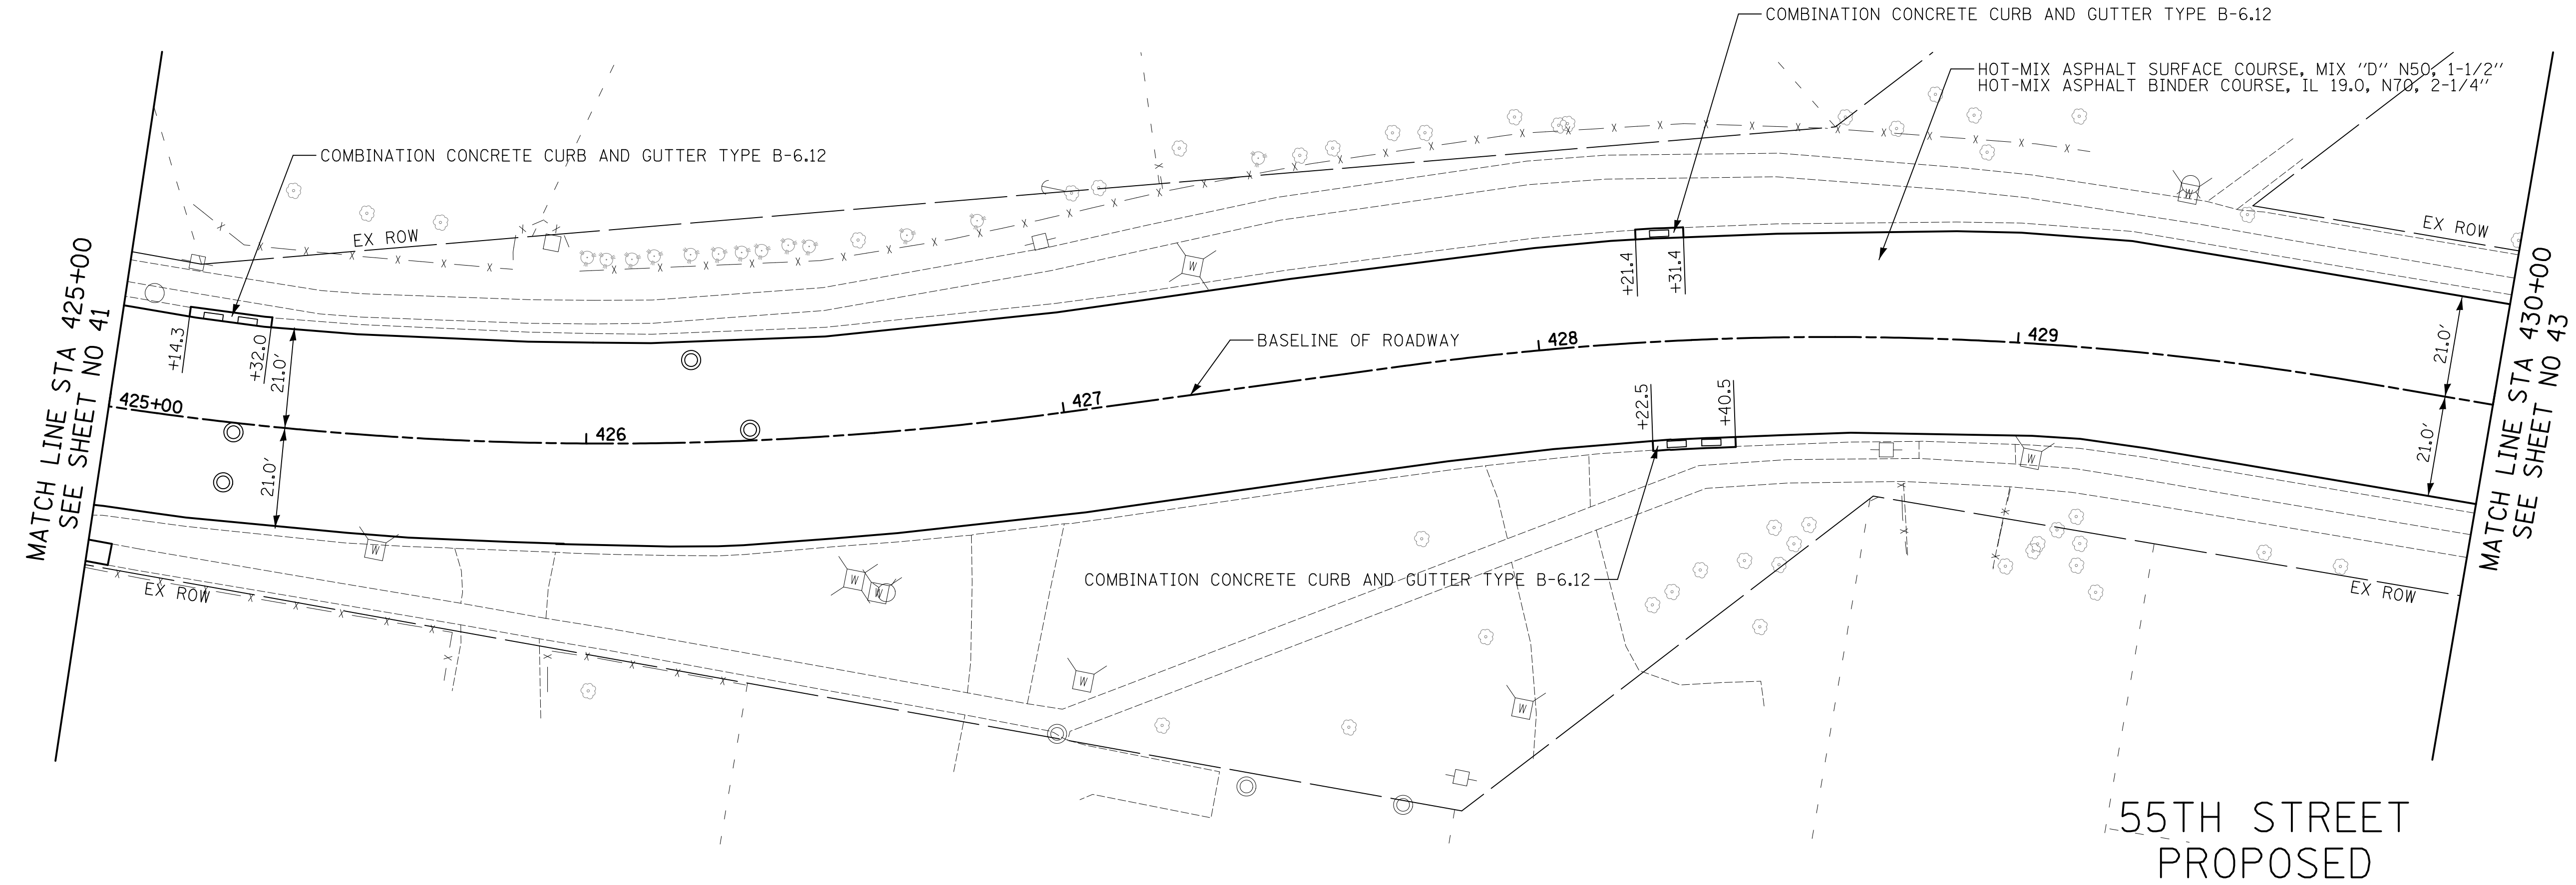 COMBINATION CONCRETE CURB AND GUTTER TYPE B-6.12
HOT-MIX ASPHALT SURFACE COURSE, MIX "D" N50, 1-1/2"
HOT-MIX ASPHALT BINDER COURSE, IL 19.0, N70, 2-1/4"
COMBINATION CONCRETE CURB AND GUTTER TYPE B-6.12
EX ROW
EX ROW
W
W
MATCH LINE STA 425+00
SEE SHEET NO 41
+14.3
+32.0
21.0'
+21.4
+31.4
21.0'
MATCH LINE STA 430+00
SEE SHEET NO 43
BASELINE OF ROADWAY
425+00
426
427
428
429
21.0'
+22.5
+40.5
21.0'
W
W
W
W
COMBINATION CONCRETE CURB AND GUTTER TYPE B-6.12
EX ROW
EX ROW
W
W
55TH STREET
PROPOSED